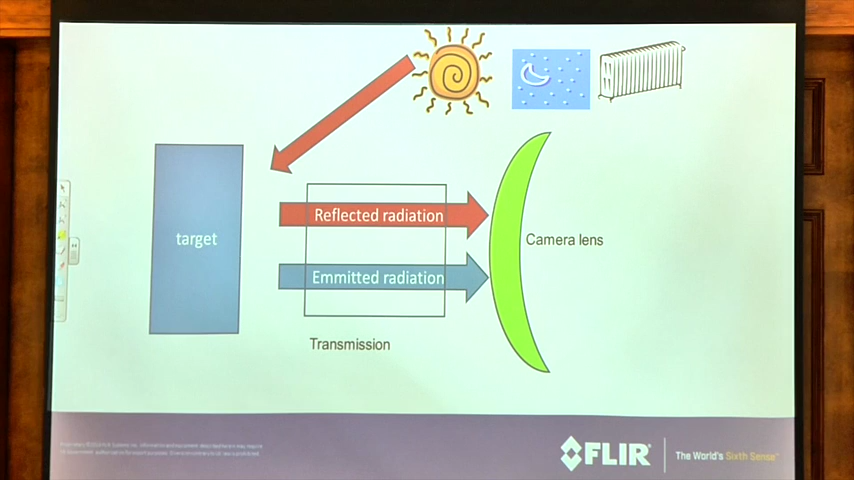 target
Reflected radiation
Emmitted radiation
Camera lens
Transmission
FLIR
The World's Sixth Sense